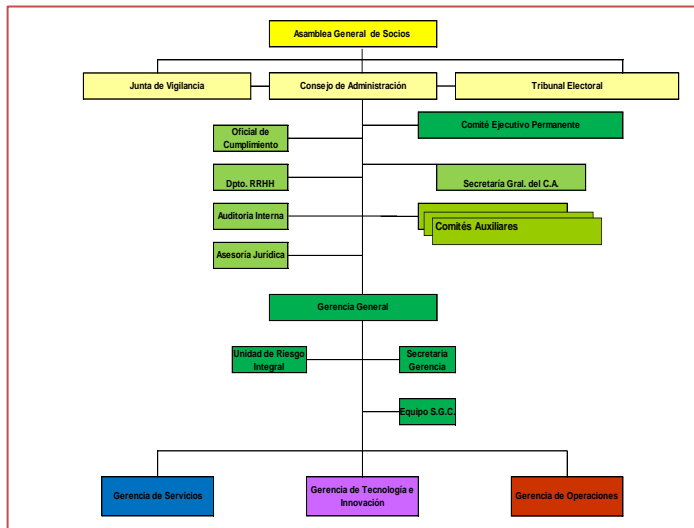 Asamblea General de Socios
Junta de Vigilancia
Consejo de Administración
Tribunal Electoral
Comité Ejecutivo Permanente
Oficial de
Cumplimiento
Dpto. RRHH
Secretaría Gral. del C.A.
Auditoria Interna
Comités Auxiliares
Asesoría Jurídica
Gerencia General
Unidad de Riesgo
Integral
Secretaria
Gerencia
Equipo S.G.C.
Gerencia de Servicios
Gerencia de Tecnología e
Innovación
Gerencia de Operaciones